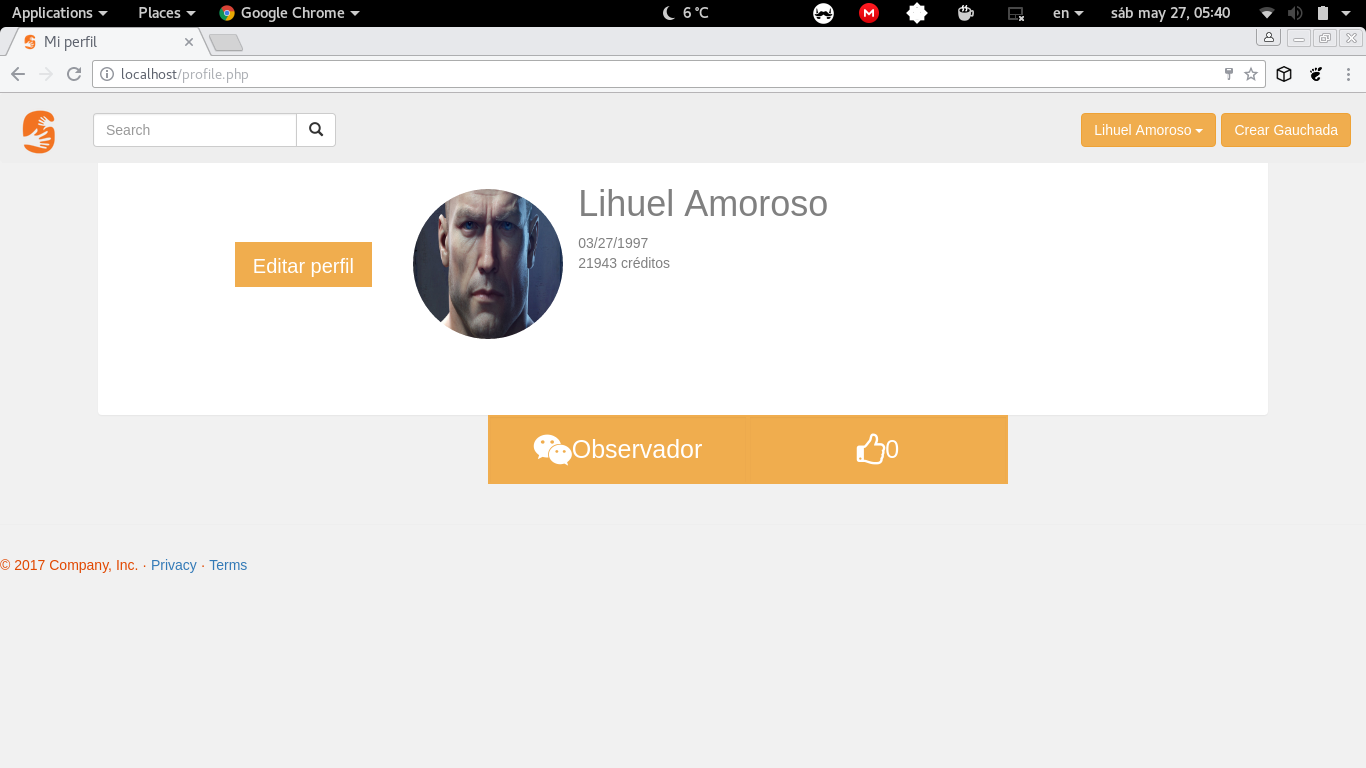 Applications Places Google Chrome 6 °C en sáb may 27, 05:40
Mi perfil
localhost/profile.php
Search Lihuel Amoroso Crear Gauchada
Lihuel Amoroso
03/27/1997
Editar perfil
21943 créditos
Observador 0
© 2017 Company, Inc. · Privacy · Terms